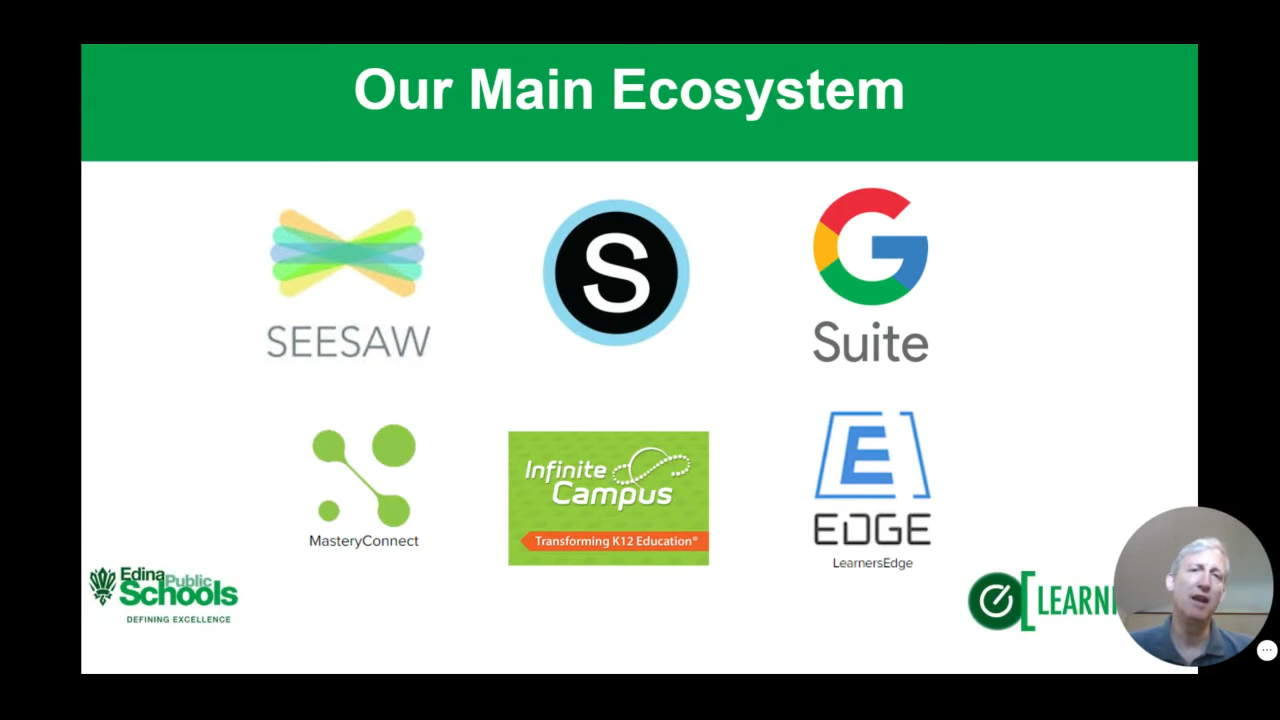 Our Main Ecosystem
S
G
SEESAW
Suite
Infinite
Campus
E
MasteryConnect
Transforming K12 Education®
EDGE
LearnersEdge
Edina Public
Schools
DEFINING EXCELLENCE
[LEARN